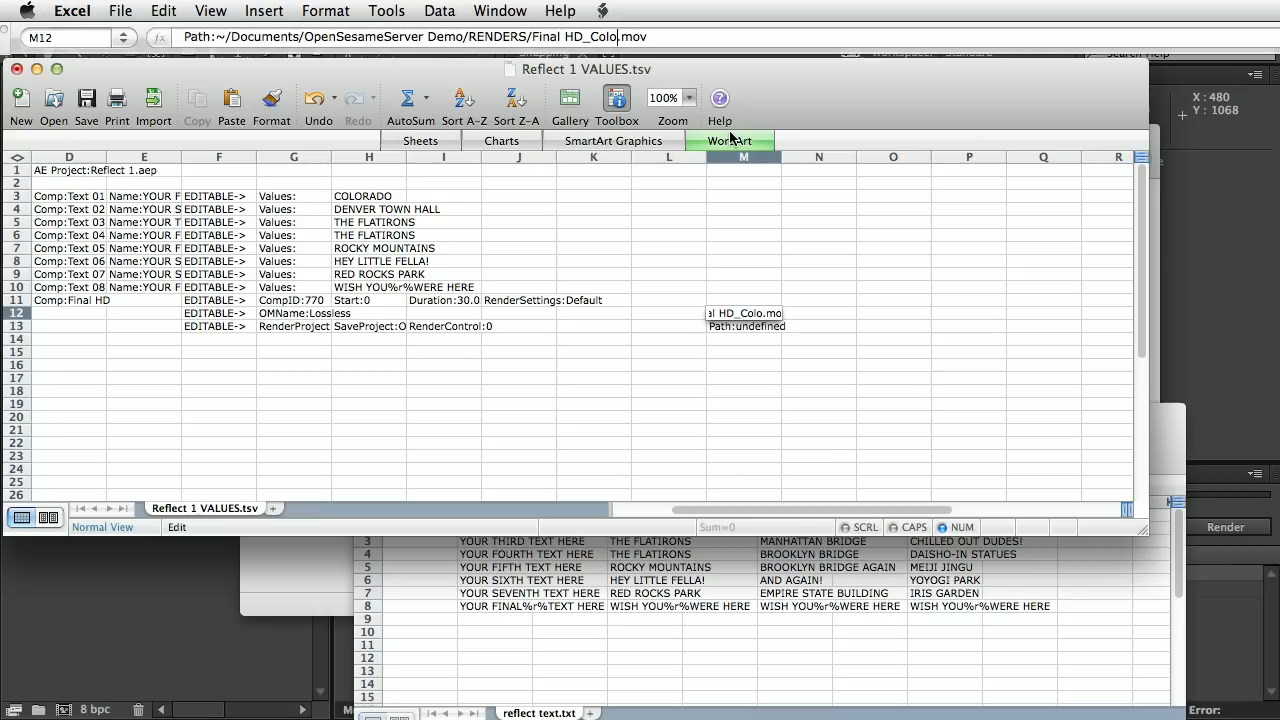 Excel File Edit View Insert Format Tools Data Window Help
M12 fx Path:~/Documents/OpenSesameServer Demo/RENDERS/Final HD_Colo.mov
Reflect 1 VALUES.tsv
New Open Save Print Import Copy Paste Format Undo Redo AutoSum Sort A-Z Sort Z-A Gallery Toolbox 100% Zoom Help
Sheets Charts SmartArt Graphics WordArt
X : 480
Y : 1068
D E F G H I J K L M N O P Q R
1 AE Project:Reflect 1.aep
2
3 Comp:Text 01 Name:YOUR F EDITABLE-> Values: COLORADO
4 Comp:Text 02 Name:YOUR S EDITABLE-> Values: DENVER TOWN HALL
5 Comp:Text 03 Name:YOUR T EDITABLE-> Values: THE FLATIRONS
6 Comp:Text 04 Name:YOUR F EDITABLE-> Values: THE FLATIRONS
7 Comp:Text 05 Name:YOUR F EDITABLE-> Values: ROCKY MOUNTAINS
8 Comp:Text 06 Name:YOUR S EDITABLE-> Values: HEY LITTLE FELLA!
9 Comp:Text 07 Name:YOUR S EDITABLE-> Values: RED ROCKS PARK
10 Comp:Text 08 Name:YOUR F EDITABLE-> Values: WISH YOU%r%WERE HERE
11 Comp:Final HD EDITABLE-> CompID:770 Start:0 Duration:30.0 RenderSettings:Default
12 EDITABLE-> OMName:Lossless al HD_Colo.mo
13 EDITABLE-> RenderProject SaveProject:O RenderControl:0 Path:undefined
14
15
16
17
18
19
20
21
22
23
24
25
26
Reflect 1 VALUES.tsv
Normal View Edit Sum=0 SCRL CAPS NUM
Render
3 YOUR THIRD TEXT HERE THE FLATIRONS MANHATTAN BRIDGE CHILLED OUT DUDES!
4 YOUR FOURTH TEXT HERE THE FLATIRONS BROOKLYN BRIDGE DAISHO-IN STATUES
5 YOUR FIFTH TEXT HERE ROCKY MOUNTAINS BROOKLYN BRIDGE AGAIN MEIJI JINGU
6 YOUR SIXTH TEXT HERE HEY LITTLE FELLA! AND AGAIN! YOYOGI PARK
7 YOUR SEVENTH TEXT HERE RED ROCKS PARK EMPIRE STATE BUILDING IRIS GARDEN
8 YOUR FINAL%r%TEXT HERE WISH YOU%r%WERE HERE WISH YOU%r%WERE HERE WISH YOU%r%WERE HERE
9
10
11
12
13
14
15
reflect text.txt
8 bpc
Error: